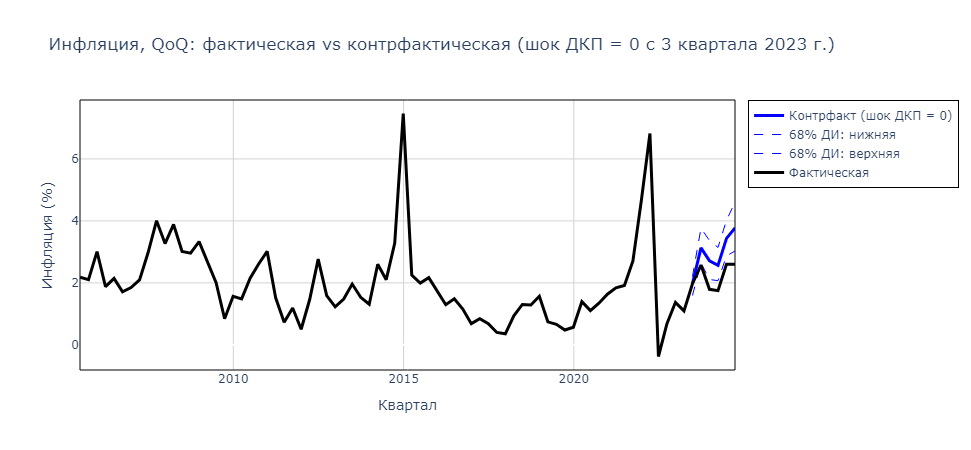 Инфляция, QoQ: фактическая vs контрфактическая (шок ДКП = 0 с 3 квартала 2023 г.)
Контрфакт (шок ДКП = 0)
68% ДИ: нижняя
68% ДИ: верхняя
Фактическая
Инфляция (%)
6
4
2
0
2010
2015
2020
Квартал